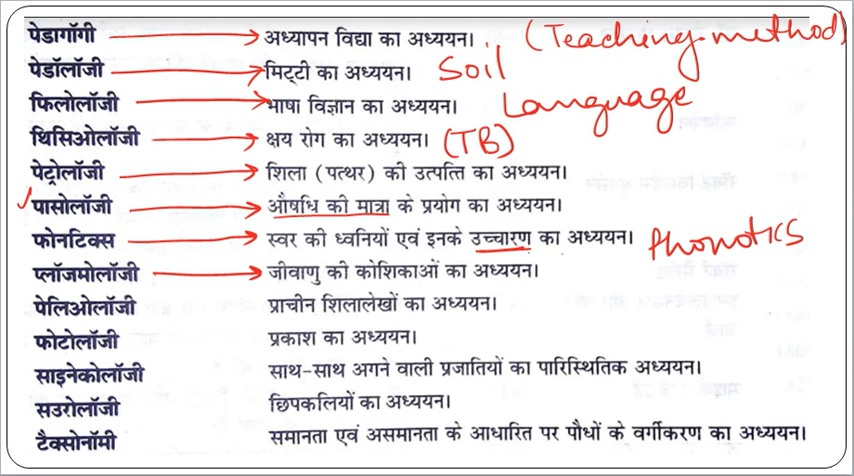 पेडागॉगी → अध्यापन विद्या का अध्ययन। (Teaching method)
पेडॉलॉजी → मिट्टी का अध्ययन। Soil
फिलोलॉजी → भाषा विज्ञान का अध्ययन। Language
थिसिओलॉजी → क्षय रोग का अध्ययन। (TB)
पेट्रोलॉजी → शिला (पत्थर) की उत्पत्ति का अध्ययन।
✓ पासोलॉजी → औषधि की मात्रा के प्रयोग का अध्ययन।
फोनटिक्स → स्वर की ध्वनियों एवं इनके उच्चारण का अध्ययन। Phonotics
प्लॉजमोलॉजी → जीवाणु की कोशिकाओं का अध्ययन।
पेलिओलॉजी प्राचीन शिलालेखों का अध्ययन।
फोटोलॉजी प्रकाश का अध्ययन।
साइनेकोलॉजी साथ-साथ अगने वाली प्रजातियों का पारिस्थितिक अध्ययन।
सउरोलॉजी छिपकलियों का अध्ययन।
टैक्सोनॉमी समानता एवं असमानता के आधारित पर पौधों के वर्गीकरण का अध्ययन।